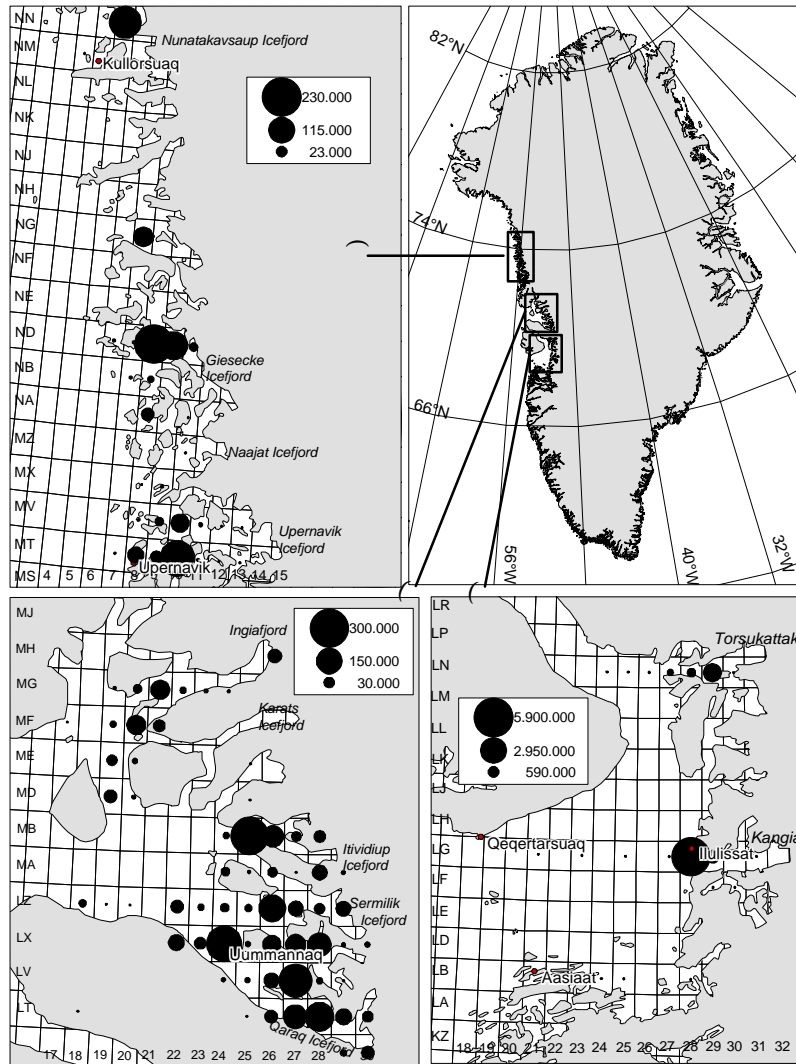 NN
NM
NL
NK
NJ
NH
NG
NF
NE
ND
NB
NA
MZ
MX
MV
MT
MS
4 5 6 7 8 9 11 12 13 14 15
Nunatakavsaup Icefjord
Kullorsuaq
230.000
115.000
23.000
Giesecke
Icefjord
Naajat Icefjord
Upernavik
Icefjord
Upernavik
82°N
74°N
66°N
56°W
40°W
32°W
MJ
MH
MG
MF
ME
MD
MB
MA
LZ
LX
LV
LT
17 18 19 20 21 22 23 24 25 26 27 28
Ingiafjord
300.000
150.000
30.000
Karats
Icefjord
Itividiup
Icefjord
Sermilik
Icefjord
Uummannaq
Qaraq Icefjord
LR
LP
LN
LM
LL
LK
LJ
LH
LG
LF
LE
LD
LB
LA
KZ
18 19 20 21 22 23 24 25 26 27 28 29 30 31 32
Torsukattak
5.900.000
2.950.000
590.000
Qeqertarsuaq
Kangia
Ilulissat
Aasiaat